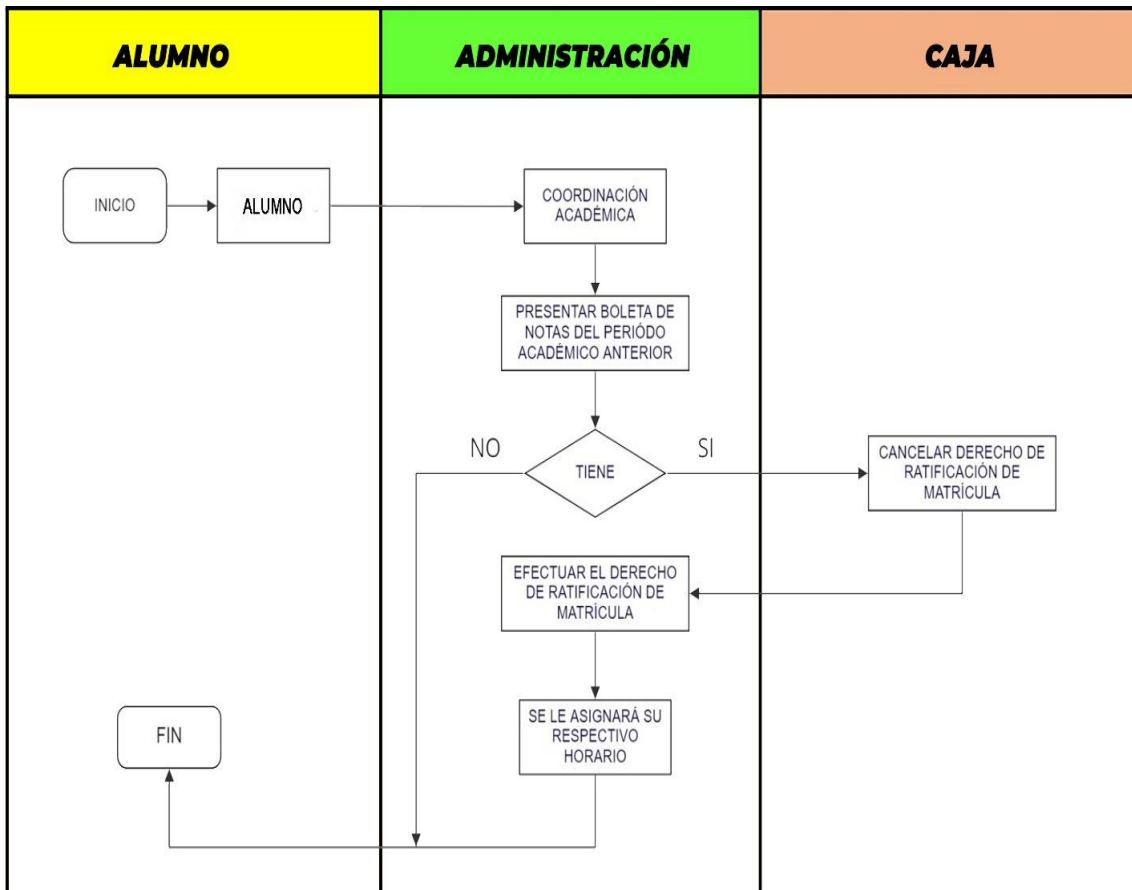 ALUMNO
ADMINISTRACIÓN
CAJA
INICIO
ALUMNO
COORDINACIÓN
ACADÉMICA
PRESENTAR BOLETA DE
NOTAS DEL PERIÓDO
ACADÉMICO ANTERIOR
NO
TIENE
SI
CANCELAR DERECHO DE
RATIFICACIÓN DE
MATRÍCULA
EFECTUAR EL DERECHO
DE RATIFICACIÓN DE
MATRÍCULA
SE LE ASIGNARÁ SU
RESPECTIVO
HORARIO
FIN